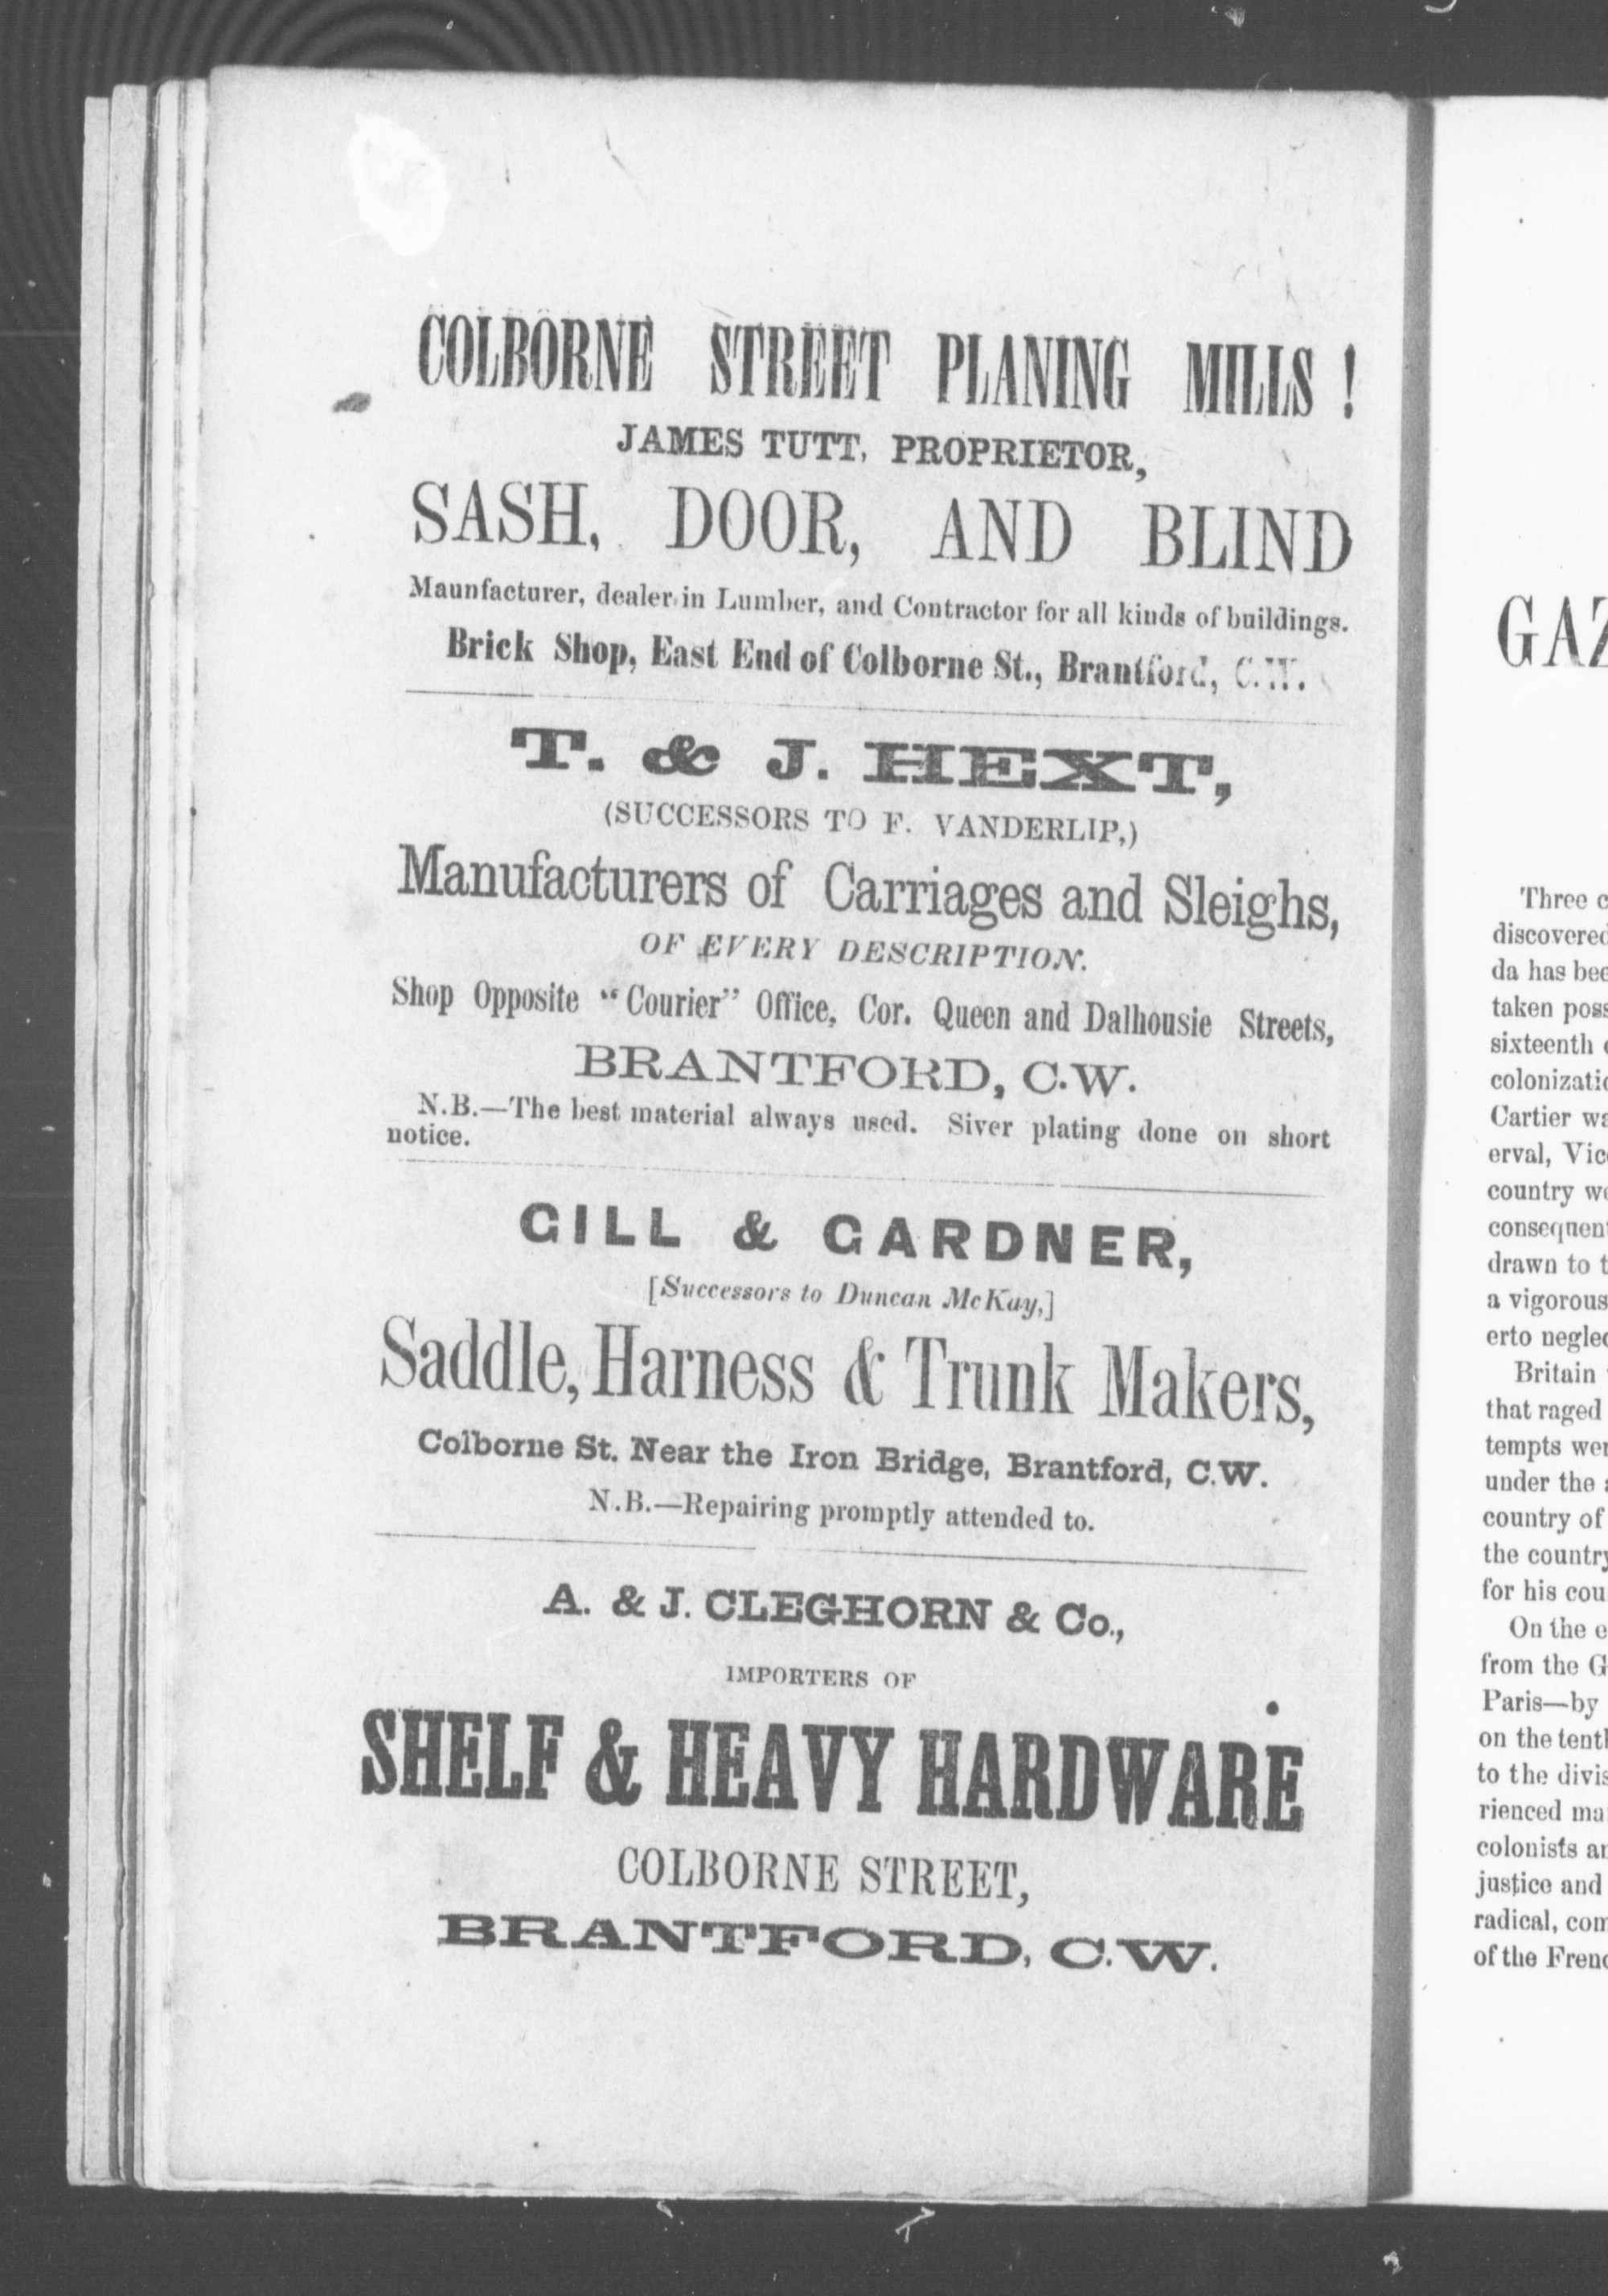 COLBORNE STREET PLANING MILLS !
JAMES TUTT, PROPRIETOR,
SASH, DOOR, AND BLIND
Maunfacturer, dealer in Lumber, and Contractor for all kinds of buildings.
Brick Shop, East End of Colborne St., Brantford, C.W.
T. & J. HEXT,
(SUCCESSORS TO F. VANDERLIP,)
Manufacturers of Carriages and Sleighs,
OF EVERY DESCRIPTION.
Shop Opposite “Courier” Office, Cor. Queen and Dalhousie Streets,
BRANTFORD, C.W.
N.B.—The best material always used. Siver plating done on short
notice.
GILL & GARDNER,
[Successors to Duncan McKay,]
Saddle, Harness & Trunk Makers,
Colborne St. Near the Iron Bridge, Brantford, C.W.
N.B.—Repairing promptly attended to.
A. & J. CLEGHORN & Co.,
IMPORTERS OF
SHELF & HEAVY HARDWARE
COLBORNE STREET,
BRANTFORD, C.W.
GAZ
Three c
discovered
da has bee
taken poss
sixteenth
colonizatio
Cartier wa
erval, Vic
country we
consequent
drawn to t
a vigorous
erto neglec
Britain
that raged
tempts wer
under the a
country of
the country
for his cou
On the e
from the G
Paris—by
on the tenth
to the divis
rienced mar
colonists an
justice and
radical, com
of the Frenc